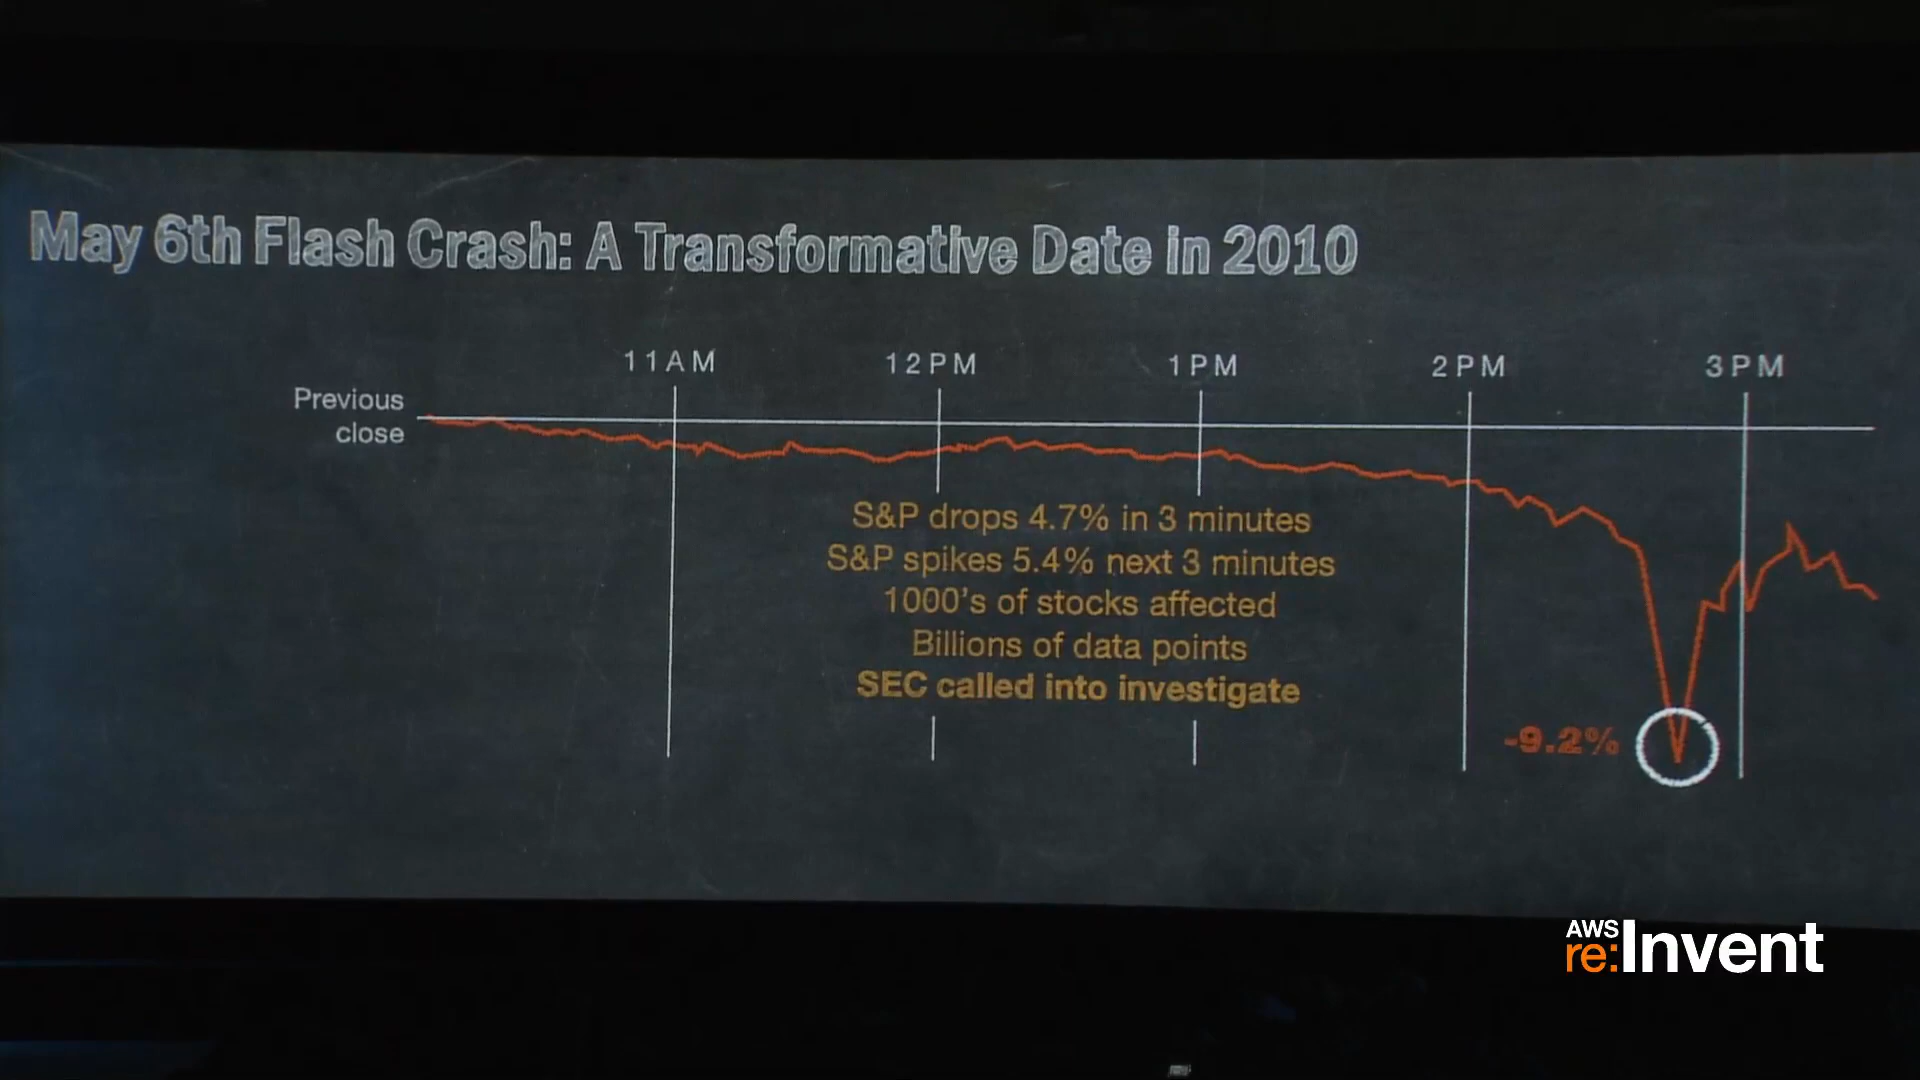 May 6th Flash Crash: A Transformative Date in 2010
11AM
12PM
1PM
2PM
3PM
Previous
close
S&P drops 4.7% in 3 minutes
S&P spikes 5.4% next 3 minutes
1000's of stocks affected
Billions of data points
SEC called into investigate
-9.2%
AWS
re:Invent